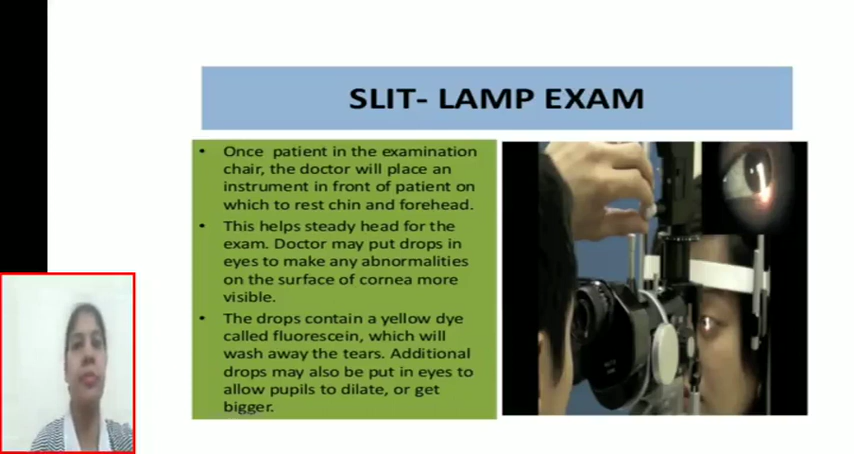 SLIT- LAMP EXAM
• Once patient in the examination
chair, the doctor will place an
instrument in front of patient on
which to rest chin and forehead.
• This helps steady head for the
exam. Doctor may put drops in
eyes to make any abnormalities
on the surface of cornea more
visible.
• The drops contain a yellow dye
called fluorescein, which will
wash away the tears. Additional
drops may also be put in eyes to
allow pupils to dilate, or get
bigger.